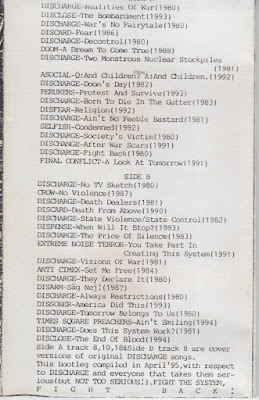 DISCHARGE-Realities Of War(1980)
DISCLOSE-The Bombardment(1993)
DISCHARGE-War's No Fairytale(1980)
DISCARD-Fear(1986)
DISCHARGE-Decontrol(1980)
DOOM-A Dream To Come True(1988)
DISCHARGE-Two Monstrous Nuclear Stockpiles
(1981)
ASOCIAL-Q:And Children? A:And Children.(1982)
DISCHARGE-Doom's Day(1982)
PERUKERS-Protest And Survive(1993)
DISCHARGE-Born To Die In The Gutter(1983)
DISFEAR-Religion(1992)
DISCHARGE-Ain't No Feeble Bastard(1981)
SELFISH-Condemned(1992)
DISCHARGE-Society's Victim(1980)
DISCHANGE-After War Scars(1991)
DISCHARGE-Fight Back(1980)
FINAL CONFLICT-A Look At Tomorrow(1991)
SIDE B
DISCHARGE-No TV Sketch(1980)
CROW-No Violence(1987)
DISCHARGE-Death Dealers(1981)
DISCARD-Death From Above(1990)
DISCHARGE-State Violence/State Control(1982)
DISPENSE-When Will It Stop?(1993)
DISCHARGE-The Price Of Silence(1983)
EXTREME NOISE TERROR-You Take Part In
Creating This System(1991)
DISCHARGE-Visions Of War(1981)
ANTI CIMEX-Set Me Free(1984)
DISCHARGE-They Declare It(1980)
DISARM-Säg Nej!(198?)
DISCHARGE-Always Restrictions(1980)
DISSOBER-America Did This(1993)
DISCHARGE-Tomorrow Belongs To Us(1980)
TIMES SQUARE PREACHERS-Ain't Smiling(1994)
DISCHARGE-Does This System Work?(1981)
DISCLOSE-The End Of Blood(1994)
Side A track 8,10,18& Side B track 8 are cover
versions of original DISCHARGE songs.
This bootleg compiled in April'95,with respect
to DISCHARGE and everyone that takes them ser-
ious(but NOT TOO SERIOUS!).FIGHT THE SYSTEM,
F I G H T B A C K !